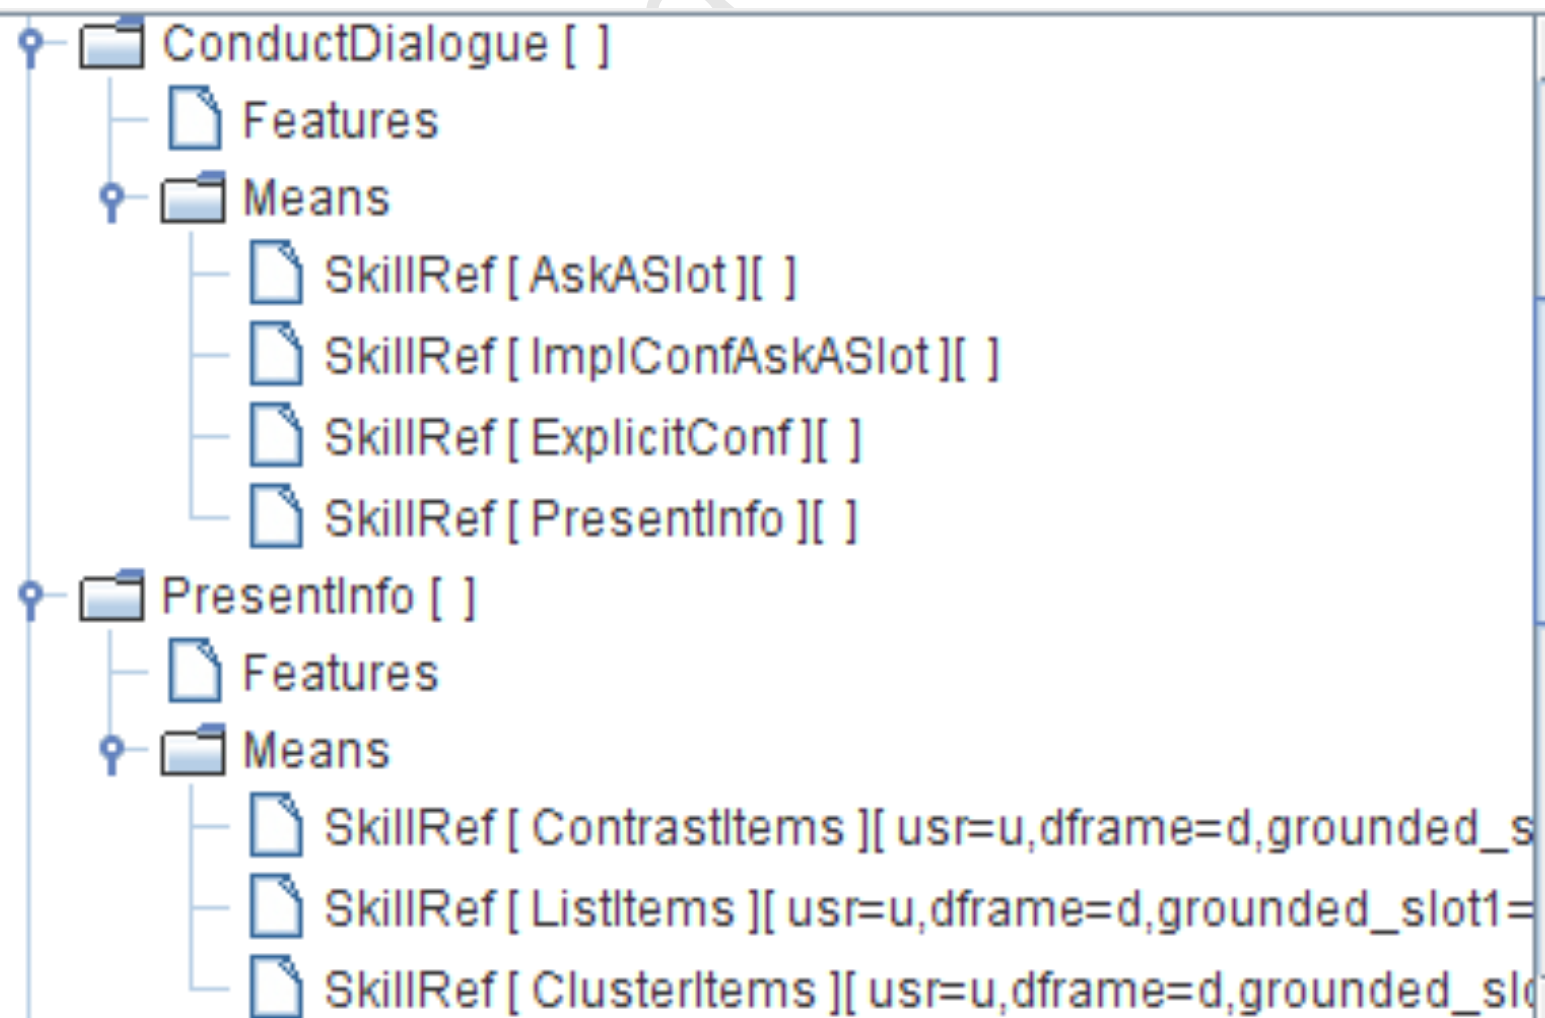 ConductDialogue [ ]
Features
Means
SkillRef [ AskASlot ][ ]
SkillRef [ ImplConfAskASlot ][ ]
SkillRef [ ExplicitConf ][ ]
SkillRef [ PresentInfo ][ ]
PresentInfo [ ]
Features
Means
SkillRef [ ContrastItems ][ usr=u,dframe=d,grounded_s
SkillRef [ ListItems ][ usr=u,dframe=d,grounded_slot1=
SkillRef [ ClusterItems ][ usr=u,dframe=d,grounded_slo